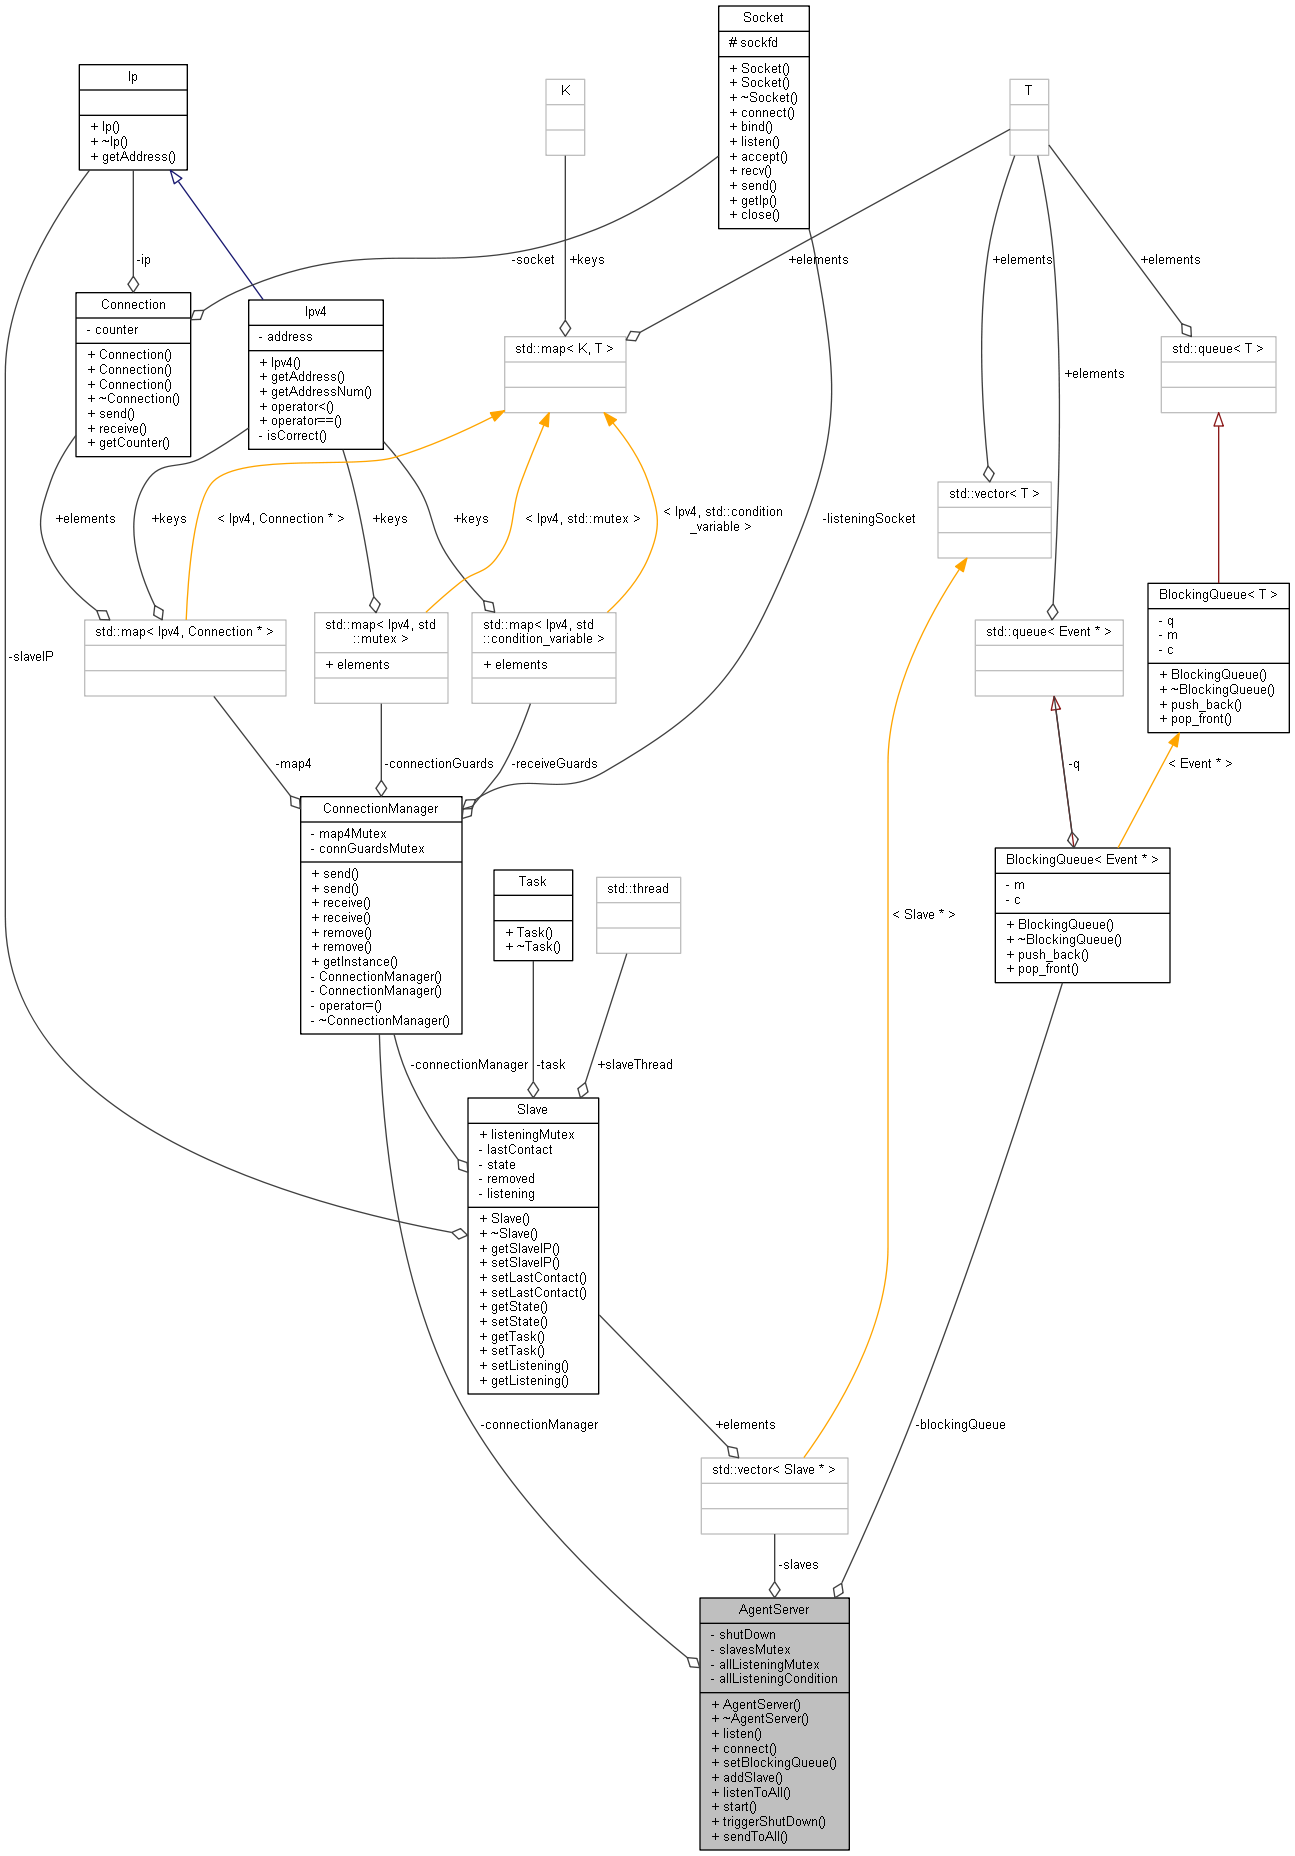 Socket
# sockfd
+ Socket()
+ Socket()
+ ~Socket()
+ connect()
+ bind()
+ listen()
+ accept()
+ recv()
+ send()
+ getIp()
+ close()
Ip
+ Ip()
+ ~Ip()
+ getAddress()
K
T
-ip
-socket
+keys
+elements
+elements
+elements
Connection
- counter
+ Connection()
+ Connection()
+ Connection()
+ ~Connection()
+ send()
+ receive()
+ getCounter()
Ipv4
- address
+ Ipv4()
+ getAddress()
+ getAddressNum()
+ operator<()
+ operator==()
- isCorrect()
std::map< K, T >
std::queue< T >
+elements
std::vector< T >
+elements
+keys
< Ipv4, Connection * >
+keys
+keys
< Ipv4, std::mutex >
< Ipv4, std::condition
_variable >
-listeningSocket
-slaveIP
std::map< Ipv4, Connection * >
std::map< Ipv4, std
::mutex >
+ elements
std::map< Ipv4, std
::condition_variable >
+ elements
std::queue< Event * >
BlockingQueue< T >
- q
- m
- c
+ BlockingQueue()
+ ~BlockingQueue()
+ push_back()
+ pop_front()
-map4
-connectionGuards
-receiveGuards
-q
< Event * >
ConnectionManager
- map4Mutex
- connGuardsMutex
+ send()
+ send()
+ receive()
+ receive()
+ remove()
+ remove()
+ getInstance()
- ConnectionManager()
- ConnectionManager()
- operator=()
- ~ConnectionManager()
Task
+ Task()
+ ~Task()
std::thread
< Slave * >
BlockingQueue< Event * >
- m
- c
+ BlockingQueue()
+ ~BlockingQueue()
+ push_back()
+ pop_front()
-connectionManager
-task
+slaveThread
Slave
+ listeningMutex
- lastContact
- state
- removed
- listening
+ Slave()
+ ~Slave()
+ getSlaveIP()
+ setSlaveIP()
+ setLastContact()
+ setLastContact()
+ getState()
+ setState()
+ getTask()
+ setTask()
+ setListening()
+ getListening()
-connectionManager
+elements
-blockingQueue
std::vector< Slave * >
-slaves
AgentServer
- shutDown
- slavesMutex
- allListeningMutex
- allListeningCondition
+ AgentServer()
+ ~AgentServer()
+ listen()
+ connect()
+ setBlockingQueue()
+ addSlave()
+ listenToAll()
+ start()
+ triggerShutDown()
+ sendToAll()